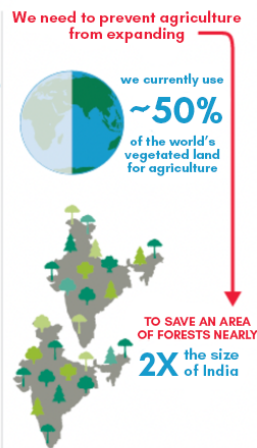 We need to prevent agriculture
from expanding
we currently use
~50%
of the world's
vegetated land
for agriculture
TO SAVE AN AREA
OF FORESTS NEARLY
2X the size
of India